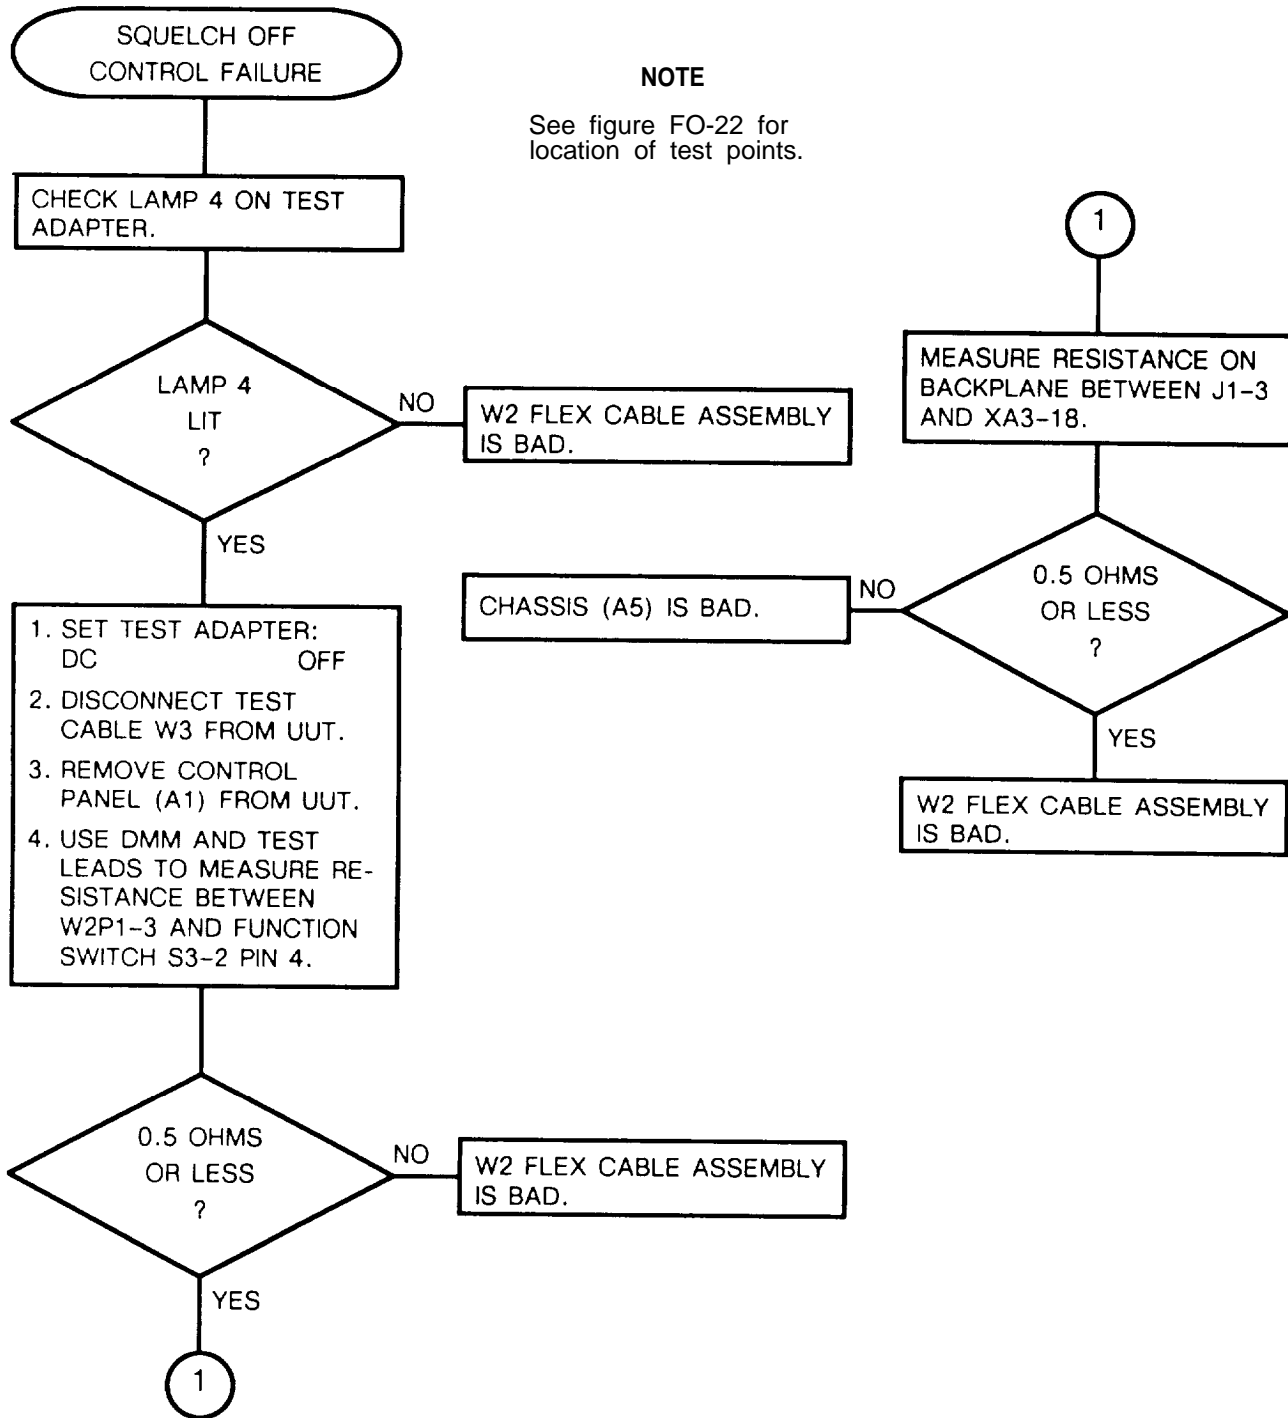 SQUELCH OFF
CONTROL FAILURE
NOTE
See figure FO-22 for
location of test points.
CHECK LAMP 4 ON TEST
ADAPTER.
LAMP 4
LIT
?
NO
W2 FLEX CABLE ASSEMBLY
IS BAD.
YES
1. SET TEST ADAPTER:
DC OFF
2. DISCONNECT TEST
CABLE W3 FROM UUT.
3. REMOVE CONTROL
PANEL (A1) FROM UUT.
4. USE DMM AND TEST
LEADS TO MEASURE RE-
SISTANCE BETWEEN
W2P1-3 AND FUNCTION
SWITCH S3-2 PIN 4.
0.5 OHMS
OR LESS
?
NO
W2 FLEX CABLE ASSEMBLY
IS BAD.
YES
1
1
MEASURE RESISTANCE ON
BACKPLANE BETWEEN J1-3
AND XA3-18.
0.5 OHMS
OR LESS
?
NO
CHASSIS (A5) IS BAD.
YES
W2 FLEX CABLE ASSEMBLY
IS BAD.